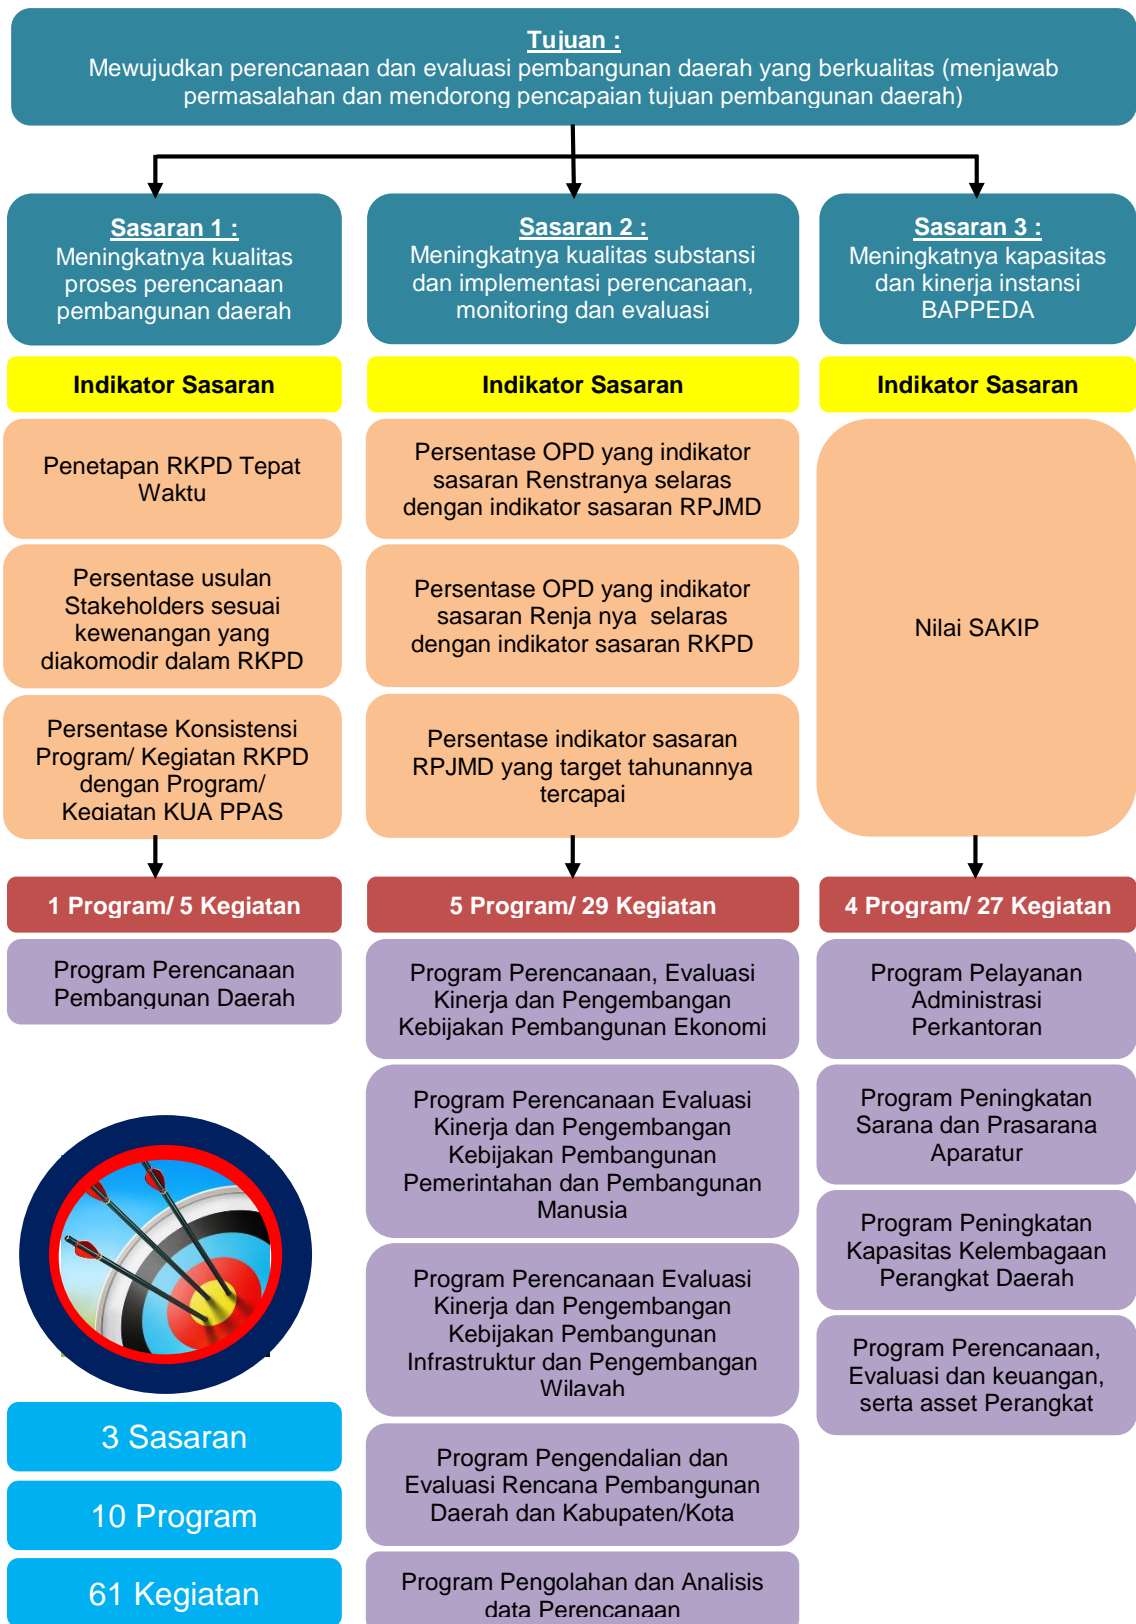 Tujuan :
Mewujudkan perencanaan dan evaluasi pembangunan daerah yang berkualitas (menjawab
permasalahan dan mendorong pencapaian tujuan pembangunan daerah)
Sasaran 1 :
Meningkatnya kualitas
proses perencanaan
pembangunan daerah
Sasaran 2 :
Meningkatnya kualitas substansi
dan implementasi perencanaan,
monitoring dan evaluasi
Sasaran 3 :
Meningkatnya kapasitas
dan kinerja instansi
BAPPEDA
Indikator Sasaran
Indikator Sasaran
Indikator Sasaran
Penetapan RKPD Tepat
Waktu
Persentase usulan
Stakeholders sesuai
kewenangan yang
diakomodir dalam RKPD
Persentase Konsistensi
Program/ Kegiatan RKPD
dengan Program/
Kegiatan KUA PPAS
Persentase OPD yang indikator
sasaran Renstranya selaras
dengan indikator sasaran RPJMD
Persentase OPD yang indikator
sasaran Renja nya  selaras
dengan indikator sasaran RKPD
Persentase indikator sasaran
RPJMD yang target tahunannya
tercapai
Nilai SAKIP
1 Program/ 5 Kegiatan
5 Program/ 29 Kegiatan
4 Program/ 27 Kegiatan
Program Perencanaan
Pembangunan Daerah
Program Perencanaan, Evaluasi
Kinerja dan Pengembangan
Kebijakan Pembangunan Ekonomi
Program Perencanaan Evaluasi
Kinerja dan Pengembangan
Kebijakan Pembangunan
Pemerintahan dan Pembangunan
Manusia
Program Perencanaan Evaluasi
Kinerja dan Pengembangan
Kebijakan Pembangunan
Infrastruktur dan Pengembangan
Wilayah
Program Pengendalian dan
Evaluasi Rencana Pembangunan
Daerah dan Kabupaten/Kota
Program Pengolahan dan Analisis
data Perencanaan
Program Pelayanan
Administrasi
Perkantoran
Program Peningkatan
Sarana dan Prasarana
Aparatur
Program Peningkatan
Kapasitas Kelembagaan
Perangkat Daerah
Program Perencanaan,
Evaluasi dan keuangan,
serta asset Perangkat
3 Sasaran
10 Program
61 Kegiatan